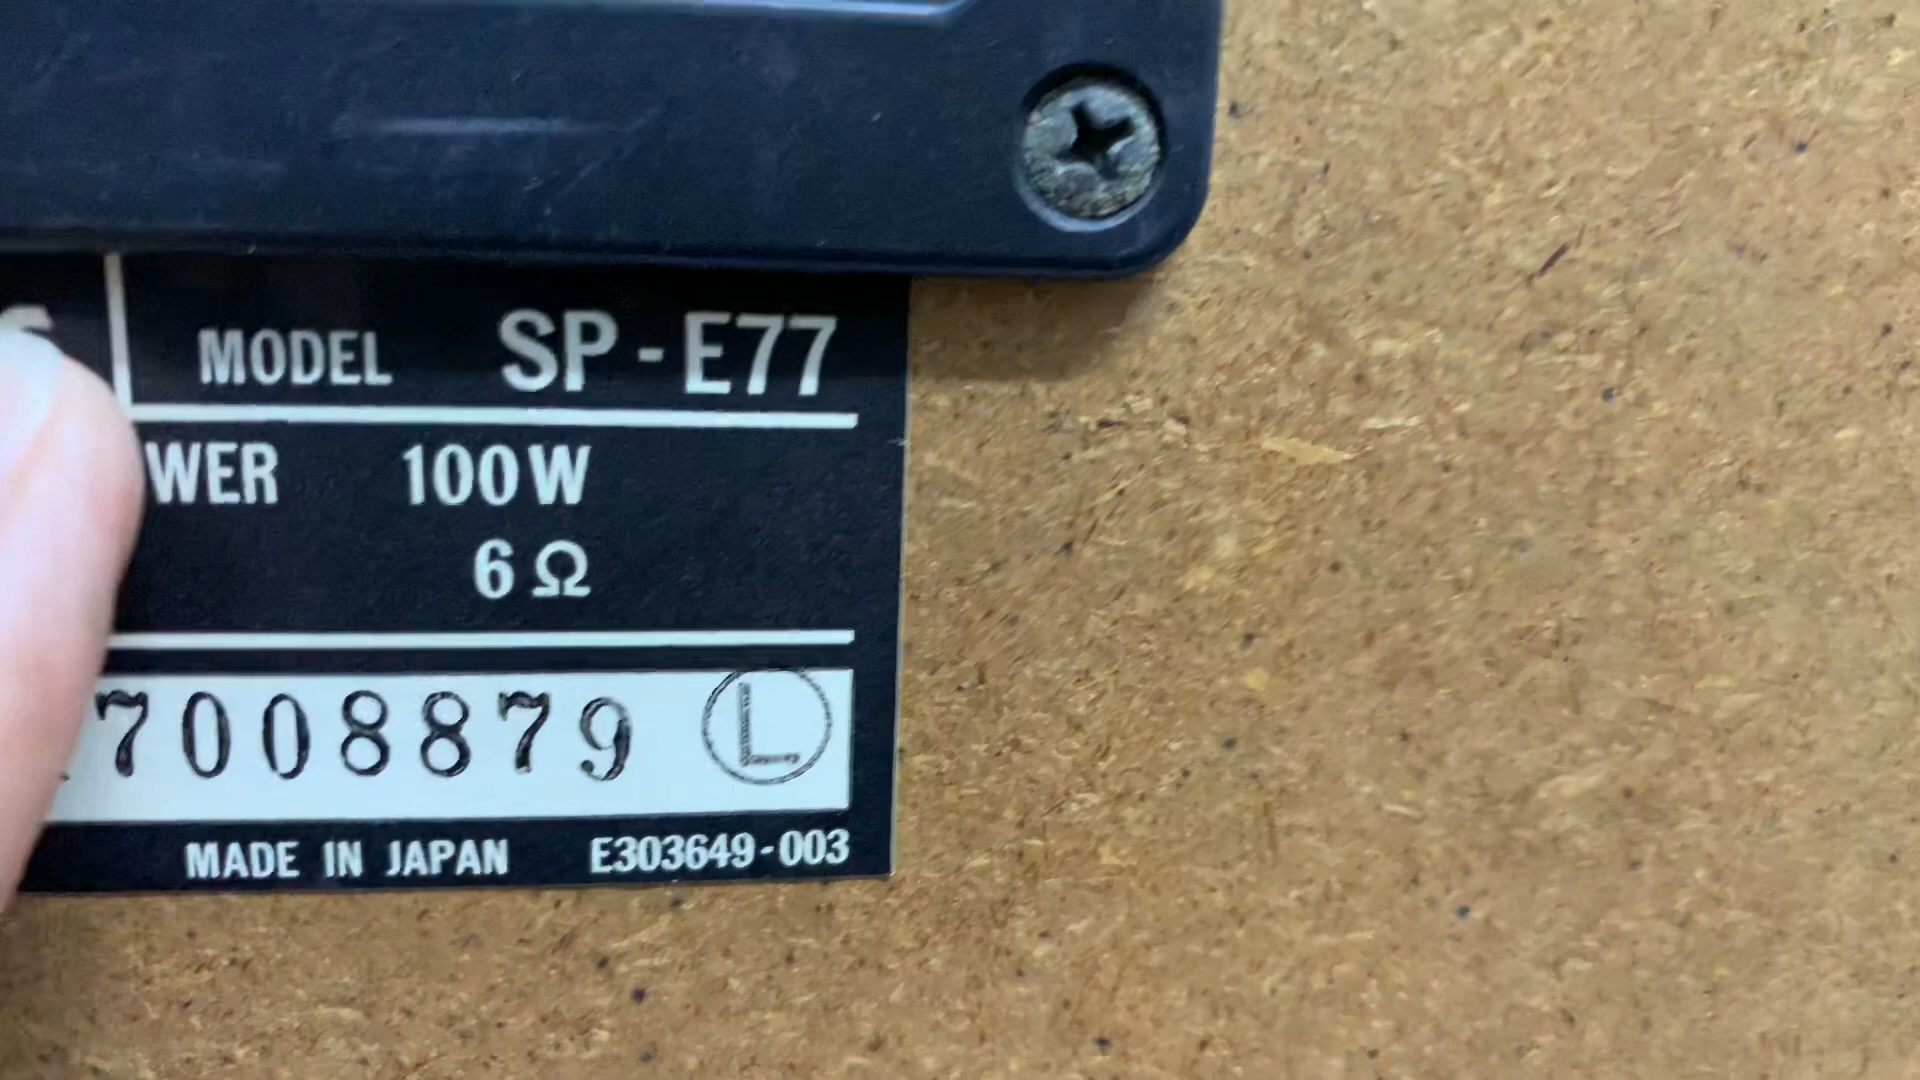 MODEL SP-E77
WER 100W
6Ω
7008879 L
MADE IN JAPAN E303649-003